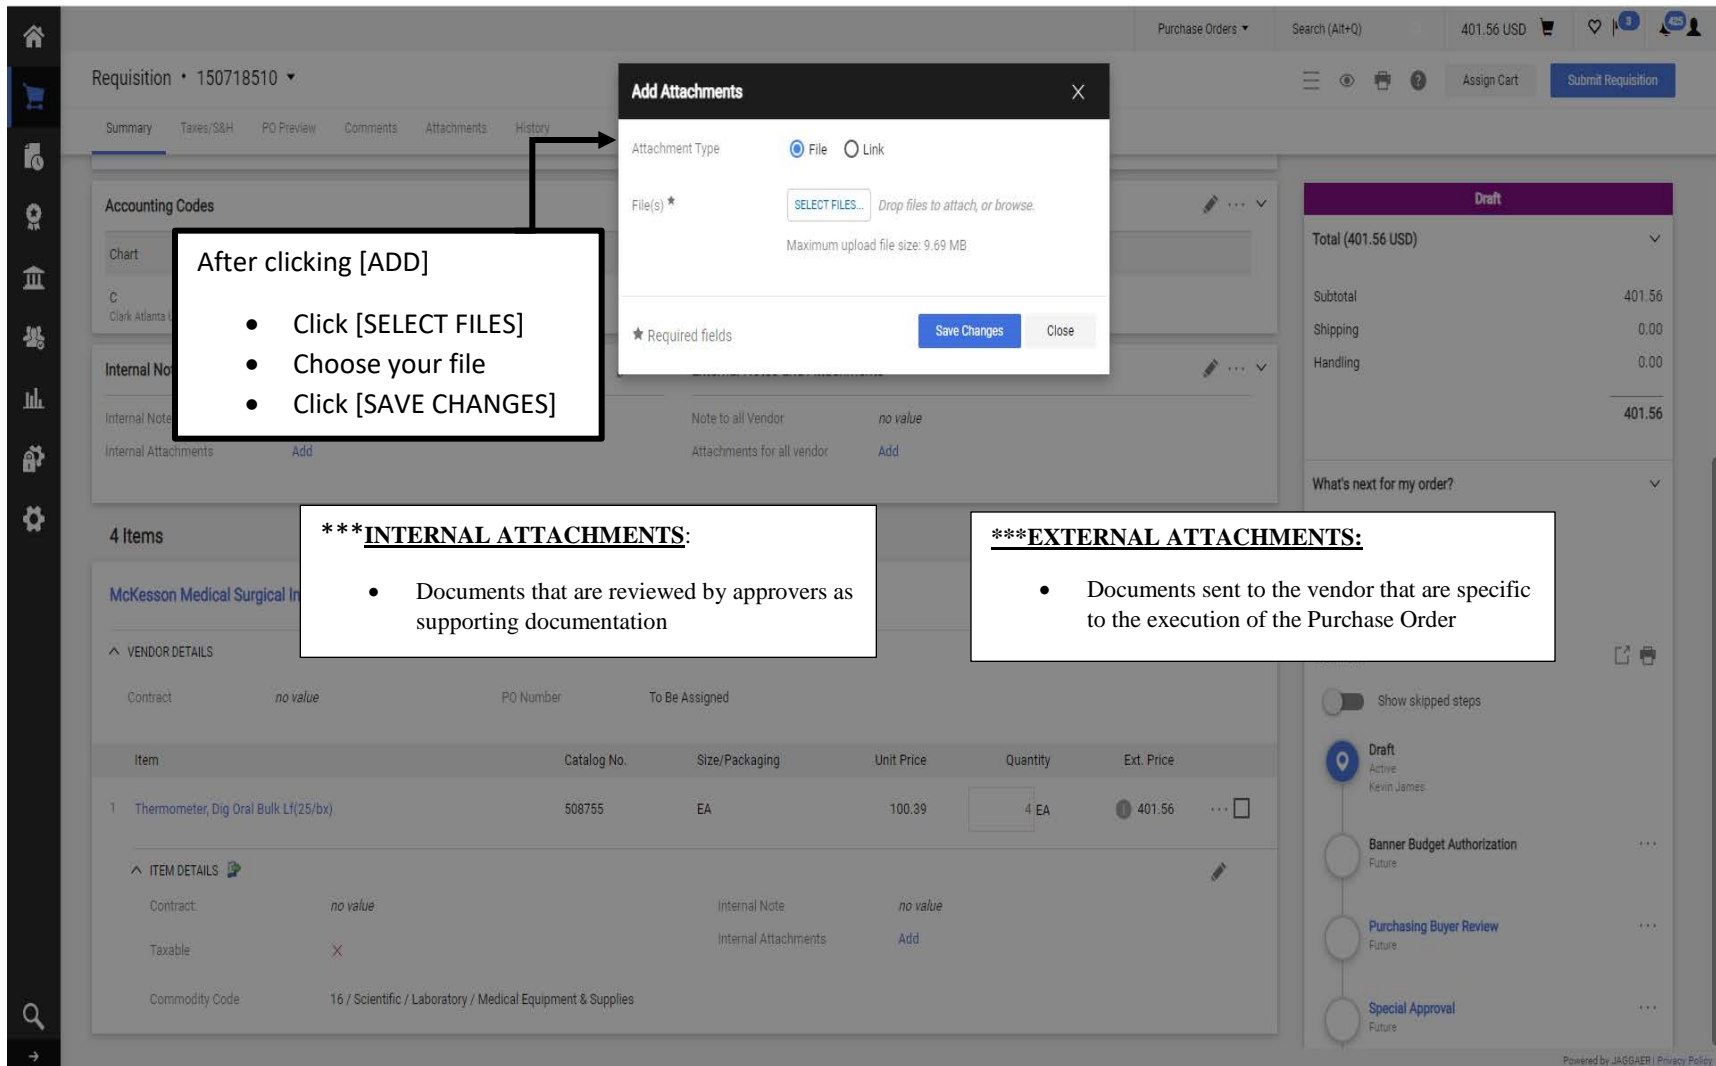 Purchase Orders
Search (Alt+Q)
401.56 USD
3
425
Requisition • 150718510
Assign Cart
Submit Requisition
Summary
Taxes/S&H
PO Preview
Comments
Attachments
History
Add Attachments
X
Attachment Type
File
Link
File(s) ★
SELECT FILES...
Drop files to attach, or browse.
Maximum upload file size: 9.69 MB
★ Required fields
Save Changes
Close
Accounting Codes
Chart
C
Clark Atlanta
After clicking [ADD]
• Click [SELECT FILES]
• Choose your file
• Click [SAVE CHANGES]
Draft
Total (401.56 USD)
Subtotal
401.56
Shipping
0.00
Handling
0.00
401.56
What's next for my order?
Internal
Internal Note
Internal Attachments
Add
Note to all Vendor
no value
Attachments for all vendor
Add
4 Items
***INTERNAL ATTACHMENTS:
• Documents that are reviewed by approvers as
supporting documentation
***EXTERNAL ATTACHMENTS:
• Documents sent to the vendor that are specific
to the execution of the Purchase Order
McKesson Medical Surgical
VENDOR DETAILS
Contract
no value
PO Number
To Be Assigned
Item
Catalog No.
Size/Packaging
Unit Price
Quantity
Ext. Price
1
Thermometer, Dig Oral Bulk Lf(25/bx)
508755
EA
100.39
4 EA
401.56
ITEM DETAILS
Contract:
no value
Internal Note
no value
Taxable
Internal Attachments
Add
Commodity Code
16 / Scientific / Laboratory / Medical Equipment & Supplies
Show skipped steps
Draft
Active
Kevin James
Banner Budget Authorization
Future
Purchasing Buyer Review
Future
Special Approval
Future
Powered by JAGGAER | Privacy Policy